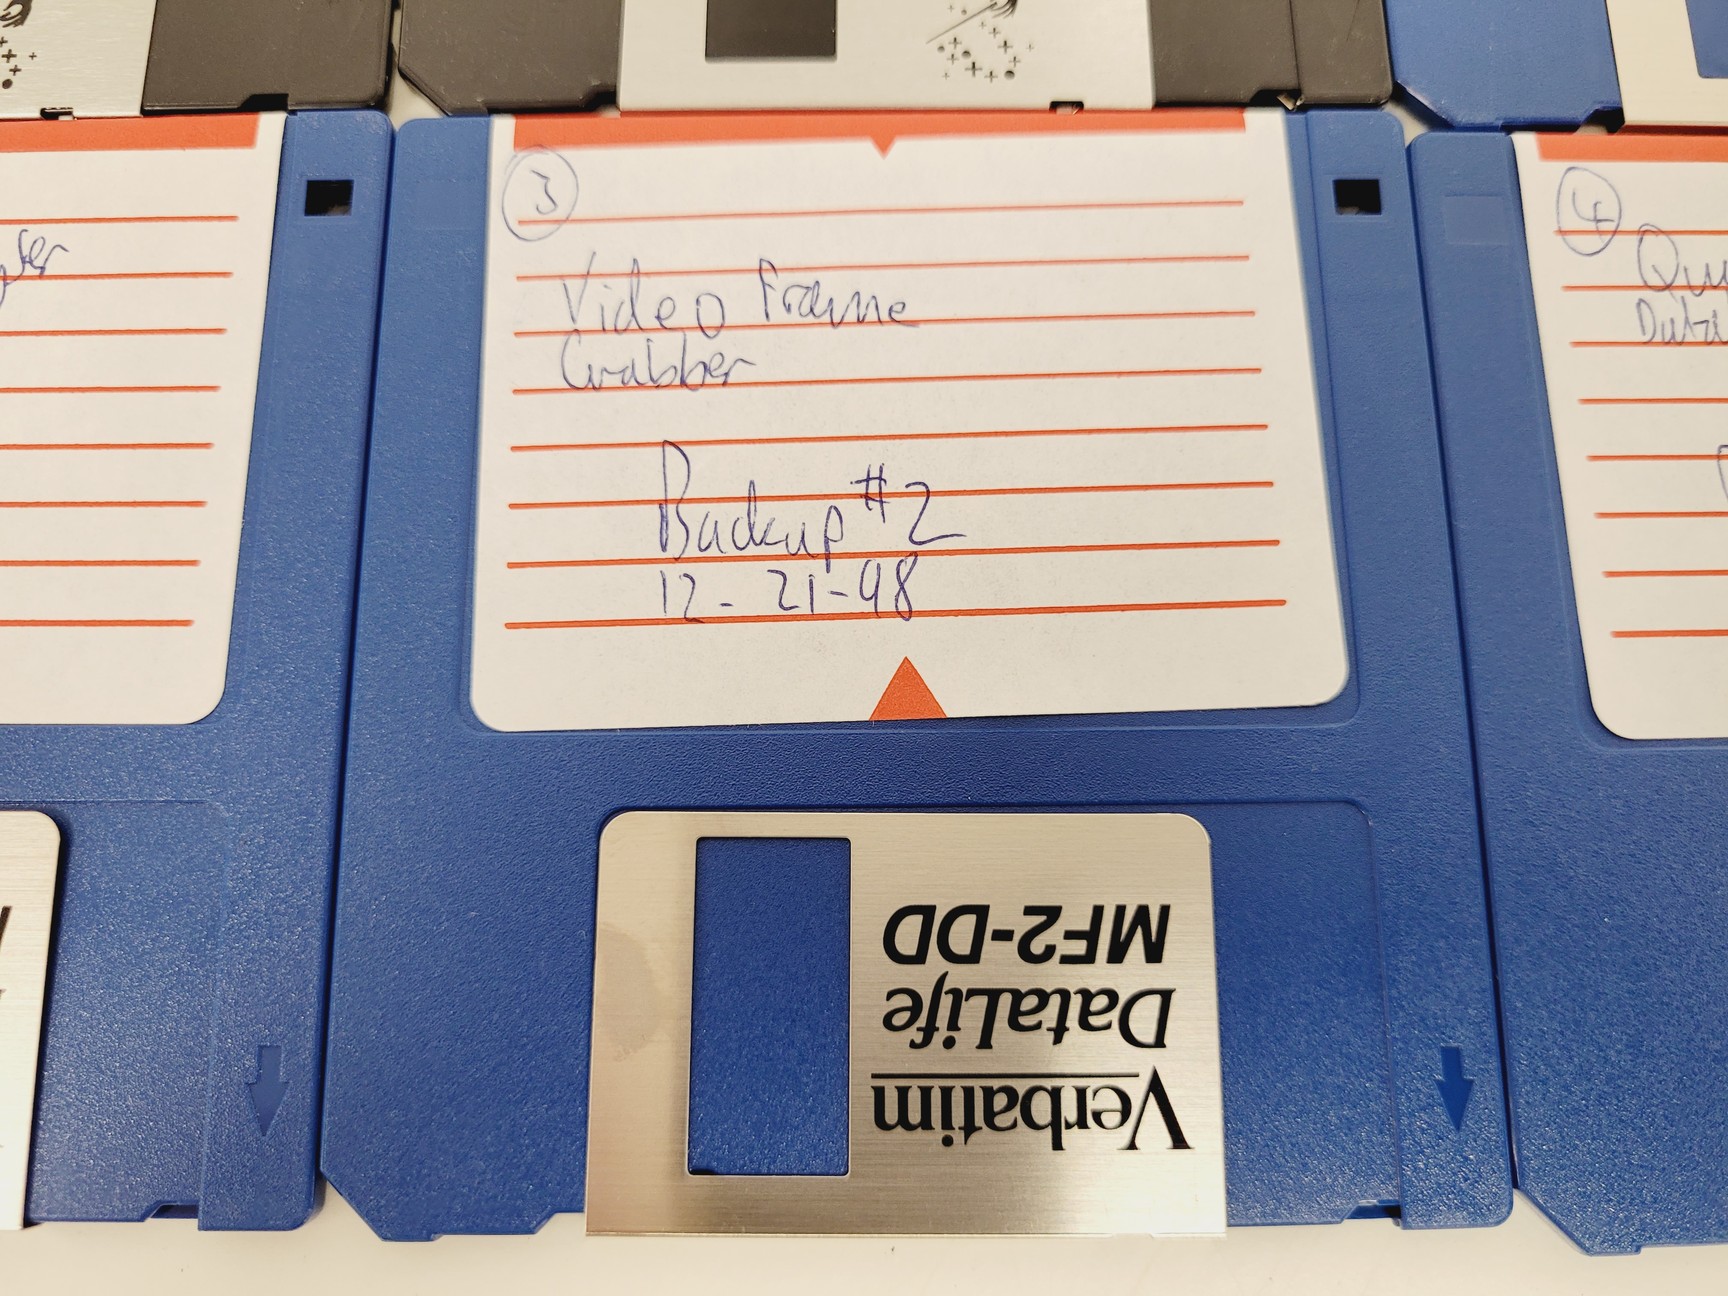 3
Video Frame
Grabber
Backup #2
12-21-98
4
Verbatim
DataLife
MF2-DD